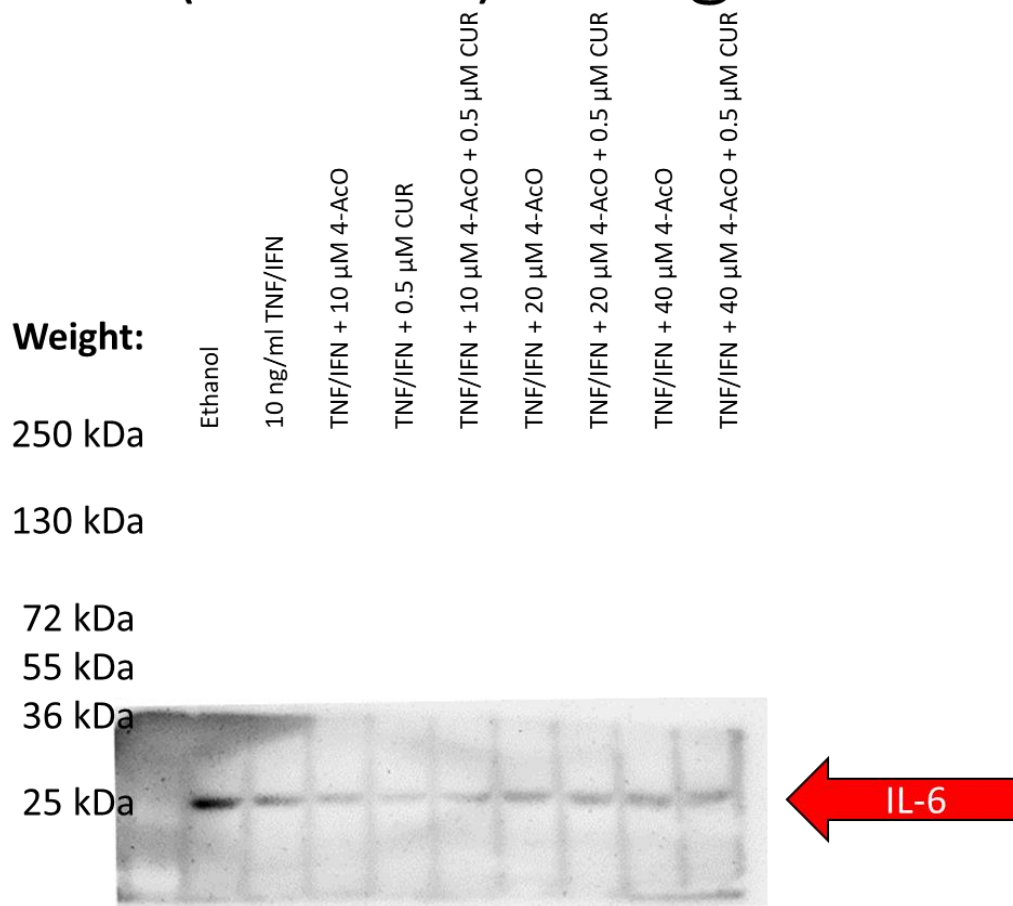 Weight:
250 kDa
130 kDa
72 kDa
55 kDa
36 kDa
25 kDa
Ethanol
10 ng/ml TNF/IFN
TNF/IFN + 10 µM 4-AcO
TNF/IFN + 0.5 µM CUR
TNF/IFN + 10 µM 4-AcO + 0.5 µM CUR
TNF/IFN + 20 µM 4-AcO
TNF/IFN + 20 µM 4-AcO + 0.5 µM CUR
TNF/IFN + 40 µM 4-AcO
TNF/IFN + 40 µM 4-AcO + 0.5 µM CUR
IL-6